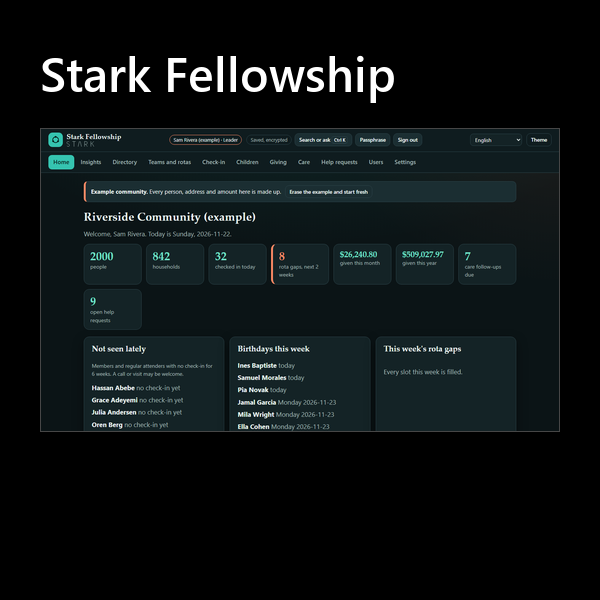 Stark Fellowship
Stark Fellowship
STARK
Sam Rivera (example) · Leader
Saved, encrypted
Search or ask Ctrl K
Passphrase
Sign out
English
Theme
Home Insights Directory Teams and rotas Check-in Children Giving Care Help requests Users Settings
Example community. Every person, address and amount here is made up. Erase the example and start fresh
Riverside Community (example)
Welcome, Sam Rivera. Today is Sunday, 2026-11-22.
2000
people
842
households
32
checked in today
8
rota gaps, next 2
weeks
$26,240.80
given this month
$509,027.97
given this year
7
care follow-ups
due
9
open help
requests
Not seen lately
Members and regular attenders with no check-in for
6 weeks. A call or visit may be welcome.
Hassan Abebe no check-in yet
Grace Adeyemi no check-in yet
Julia Andersen no check-in yet
Oren Berg no check-in yet
Birthdays this week
Ines Baptiste today
Samuel Morales today
Pia Novak today
Jamal Garcia Monday 2026-11-23
Mila Wright Monday 2026-11-23
Ella Cohen Monday 2026-11-23
This week's rota gaps
Every slot this week is filled.